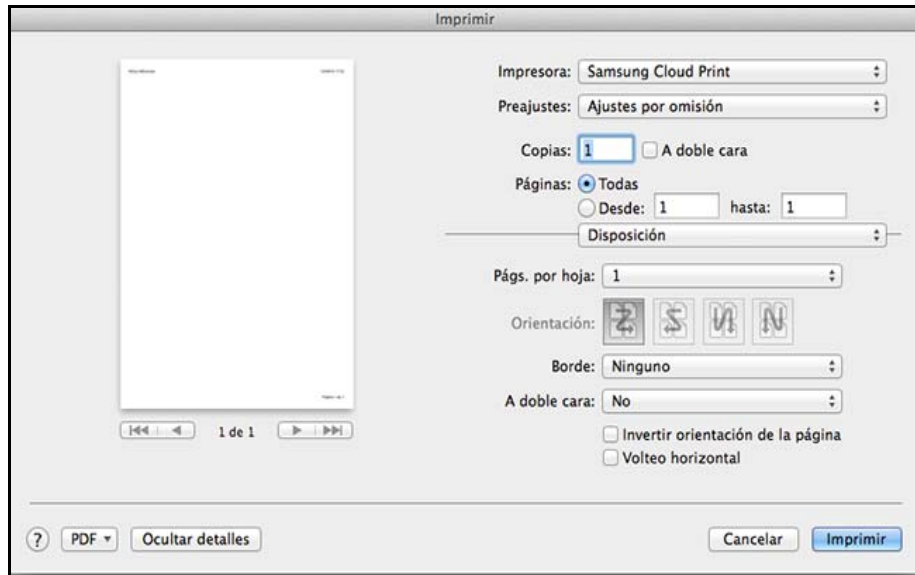 Imprimir
Impresora: Samsung Cloud Print
Preajustes: Ajustes por omisión
Copias: 1 A doble cara
Páginas: Todas
Desde: 1 hasta: 1
Disposición
Págs. por hoja: 1
Orientación:
Borde: Ninguno
A doble cara: No
Invertir orientación de la página
Volteo horizontal
1 de 1
? PDF Ocultar detalles Cancelar Imprimir